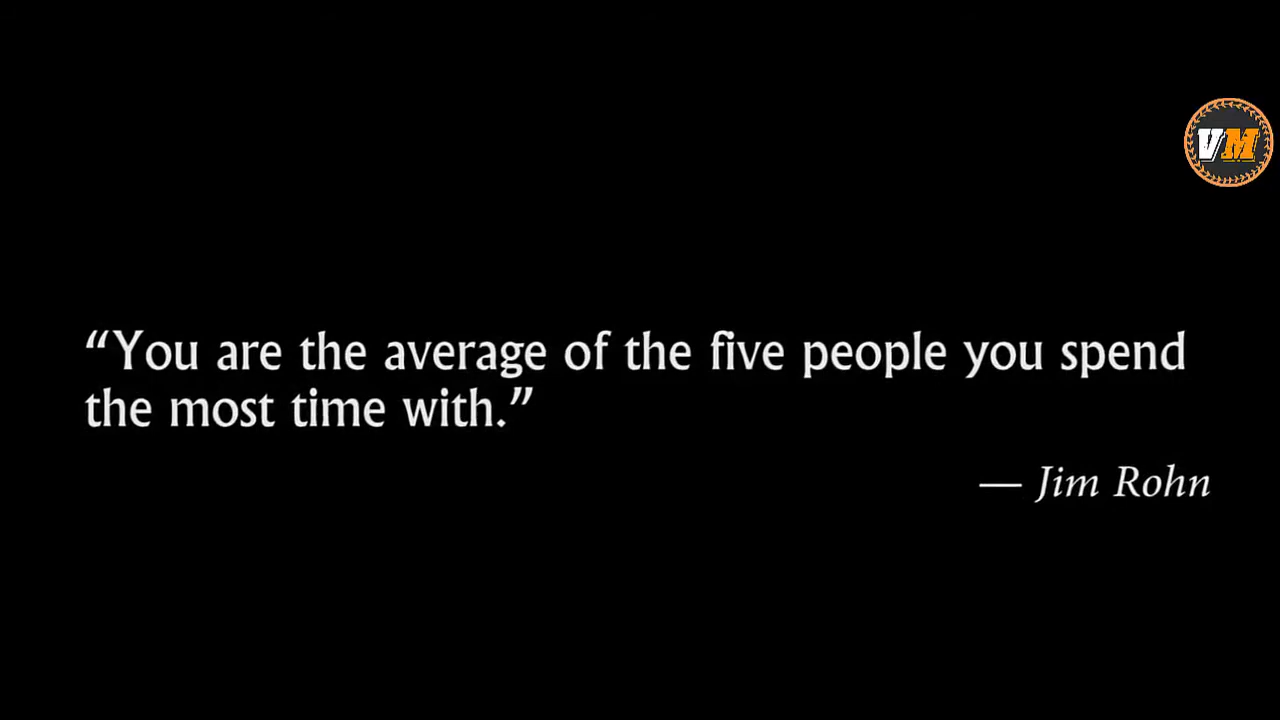 VM
“You are the average of the five people you spend
the most time with.”
— Jim Rohn